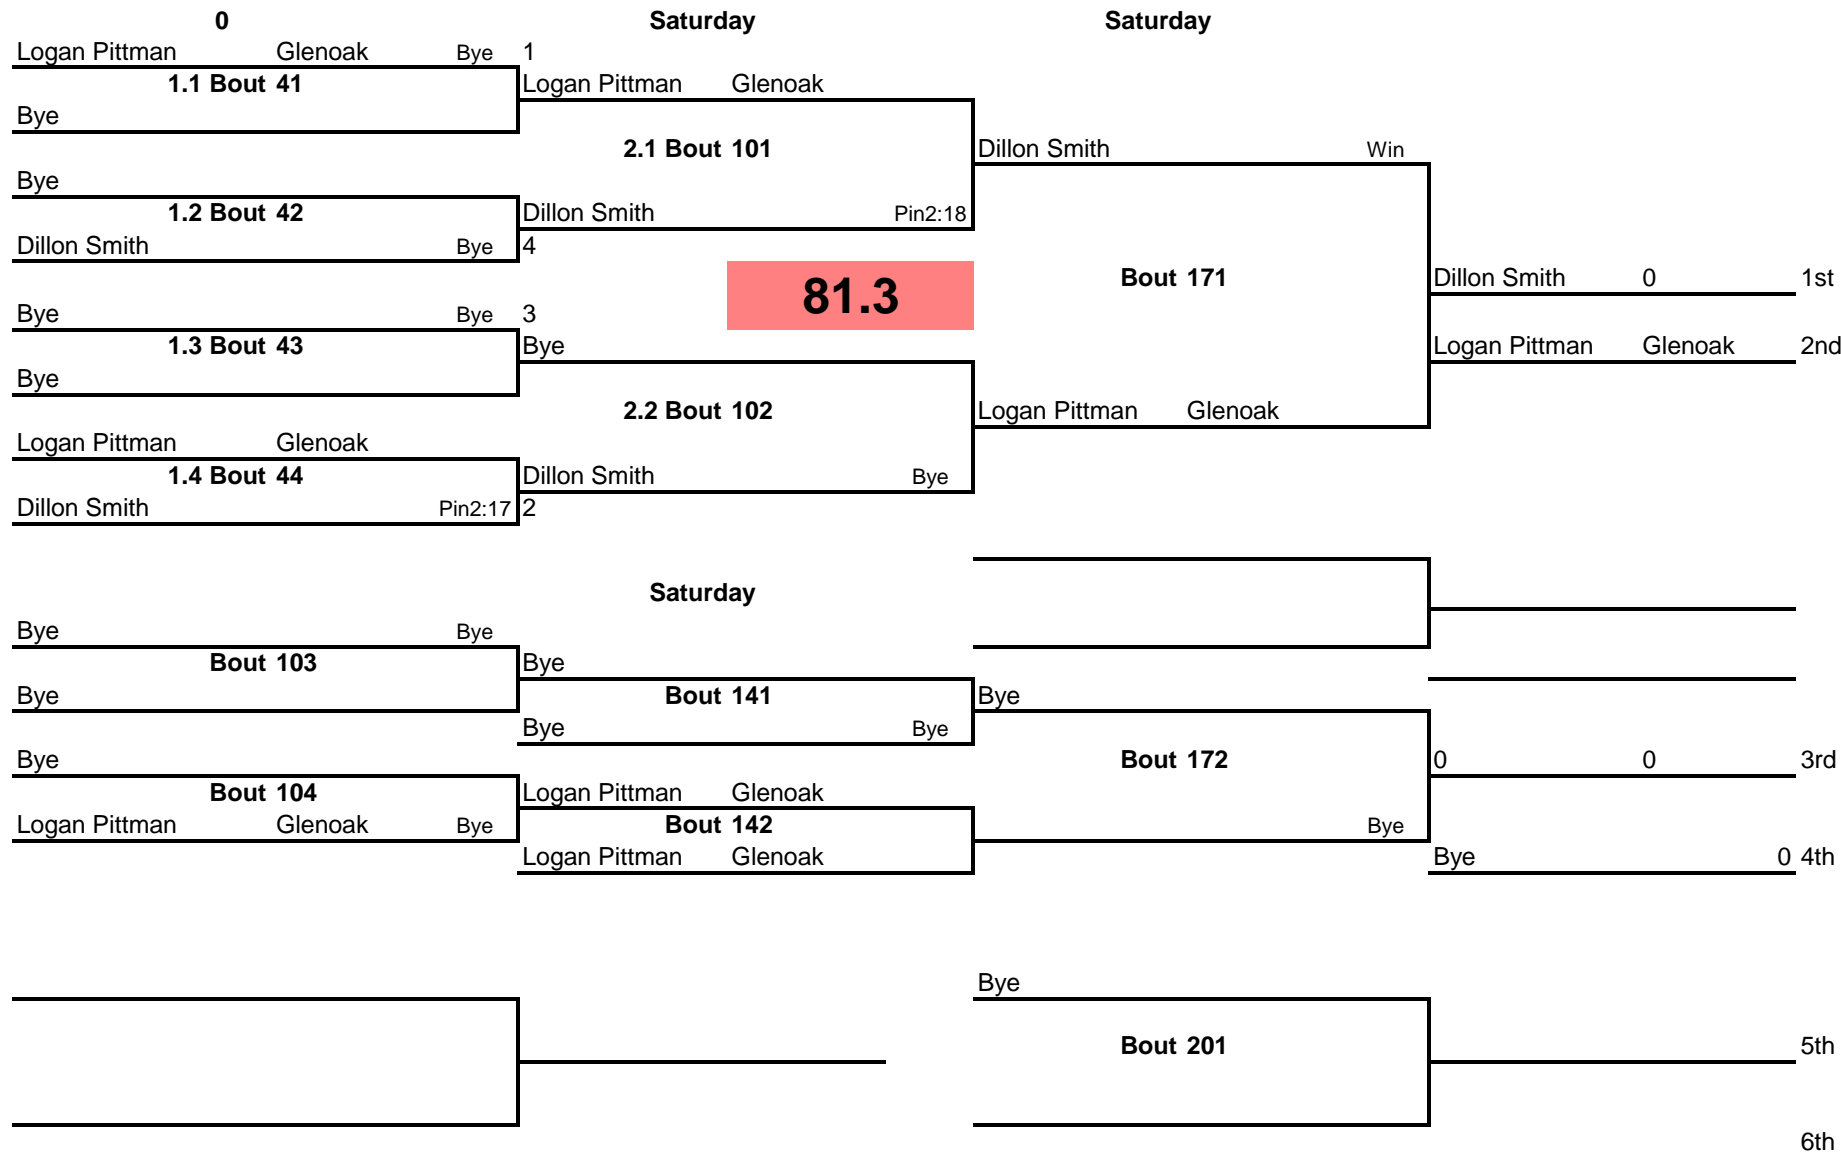 0 Saturday Saturday
Logan Pittman Glenoak Bye 1
1.1 Bout 41 Logan Pittman Glenoak
Bye
2.1 Bout 101 Dillon Smith Win
Bye
1.2 Bout 42 Dillon Smith Pin2:18
Dillon Smith Bye 4
81.3 Bout 171 Dillon Smith 0 1st
Bye Bye 3
1.3 Bout 43 Bye Logan Pittman Glenoak 2nd
Bye
2.2 Bout 102 Logan Pittman Glenoak
Logan Pittman Glenoak
1.4 Bout 44 Dillon Smith Bye
Dillon Smith Pin2:17 2
Saturday
Bye Bye
Bout 103 Bye
Bye Bout 141 Bye
Bye Bye
Bye Bout 172 0 0 3rd
Bout 104 Logan Pittman Glenoak
Logan Pittman Glenoak Bye Bout 142 Bye
Logan Pittman Glenoak Bye 0 4th
Bye
Bout 201 5th
6th